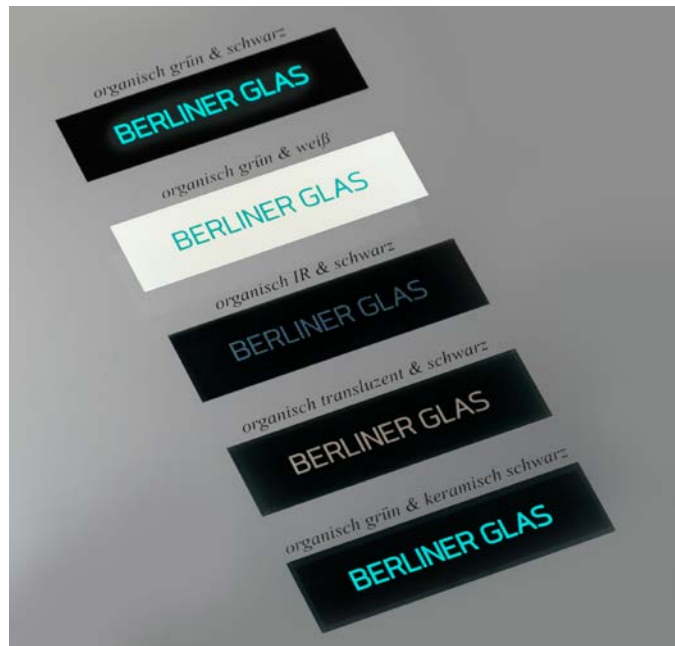 organisch grün & schwarz
BERLINER GLAS
organisch grün & weiß
BERLINER GLAS
organisch IR & schwarz
BERLINER GLAS
organisch transluzent & schwarz
BERLINER GLAS
organisch grün & keramisch schwarz
BERLINER GLAS